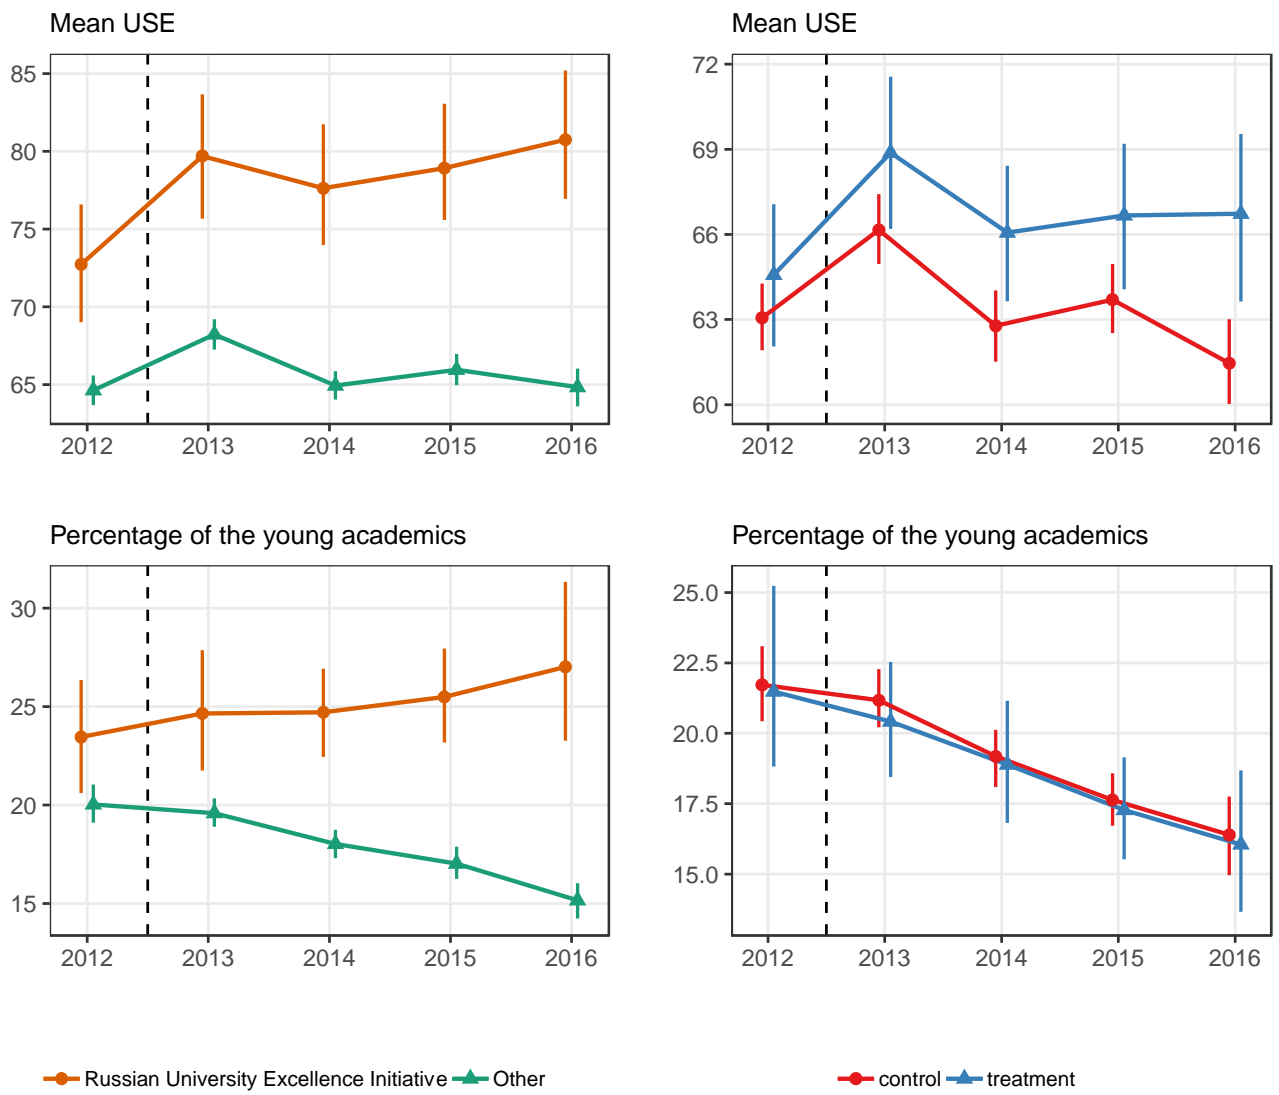 Mean USE
85
80
75
70
65
2012 2013 2014 2015 2016
Mean USE
72
69
66
63
60
2012 2013 2014 2015 2016
Percentage of the young academics
30
25
20
15
2012 2013 2014 2015 2016
Percentage of the young academics
25.0
22.5
20.0
17.5
15.0
2012 2013 2014 2015 2016
Russian University Excellence Initiative Other
control treatment